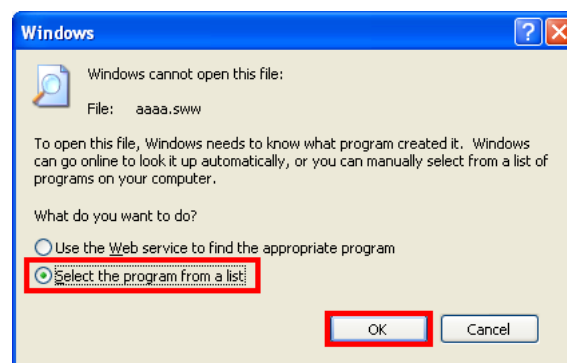 Windows
Windows cannot open this file:
File: aaaa.sww
To open this file, Windows needs to know what program created it. Windows
can go online to look it up automatically, or you can manually select from a list of
programs on your computer.
What do you want to do?
Use the Web service to find the appropriate program
Select the program from a list
OK Cancel